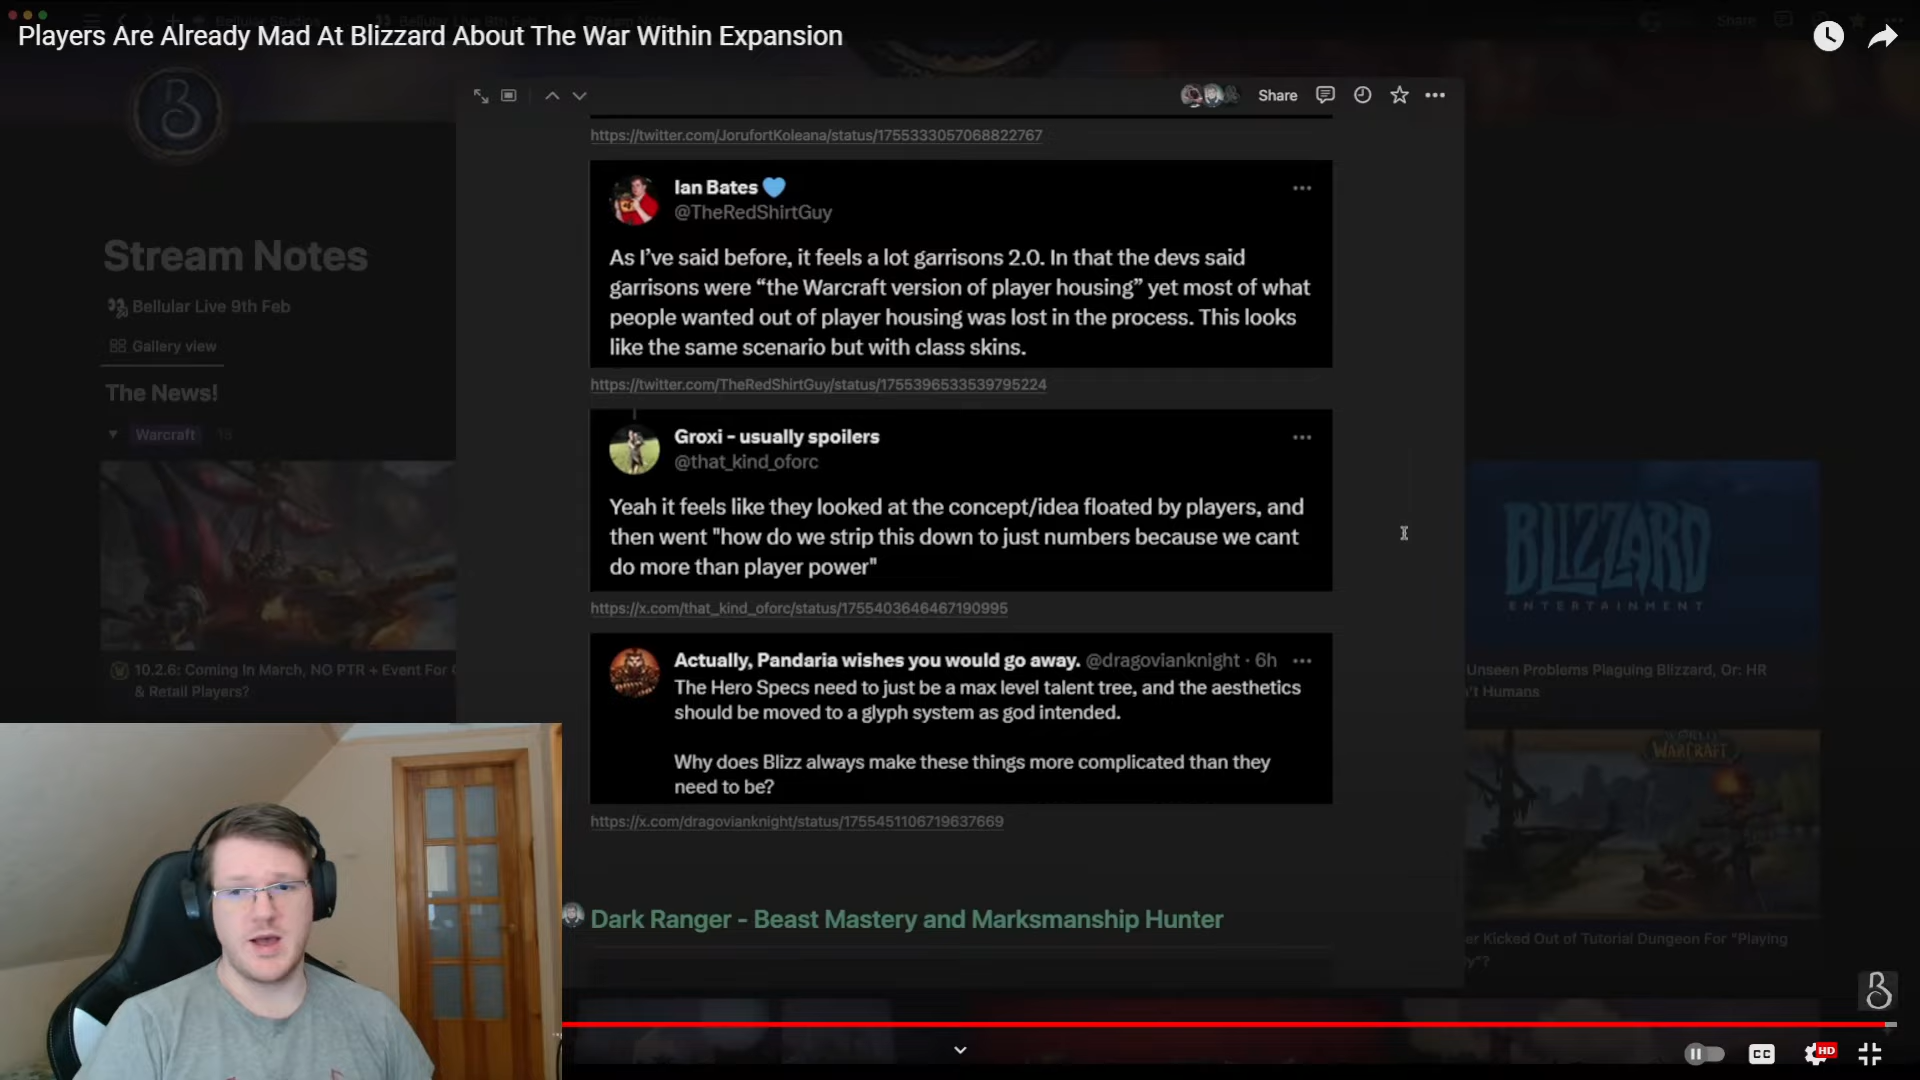 Players Are Already Mad At Blizzard About The War Within Expansion
Share
https://twitter.com/JorufortKoleana/status/1755333057068822767
Ian Bates
@TheRedShirtGuy
As I've said before, it feels a lot garrisons 2.0. In that the devs said
garrisons were “the Warcraft version of player housing” yet most of what
people wanted out of player housing was lost in the process. This looks
like the same scenario but with class skins.
https://twitter.com/TheRedShirtGuy/status/1755396533539795224
Groxi - usually spoilers
@that_kind_oforc
Yeah it feels like they looked at the concept/idea floated by players, and
then went "how do we strip this down to just numbers because we cant
do more than player power"
https://x.com/that_kind_oforc/status/1755403646467190995
Actually, Pandaria wishes you would go away. @dragovianknight · 6h
The Hero Specs need to just be a max level talent tree, and the aesthetics
should be moved to a glyph system as god intended.
Why does Blizz always make these things more complicated than they
need to be?
https://x.com/dragovianknight/status/1755451106719637669
Dark Ranger - Beast Mastery and Marksmanship Hunter
Stream Notes
Bellular Live 9th Feb
Gallery view
The News!
Warcraft 13
10.2.6: Coming In March, NO PTR + Event For
& Retail Players?
BLIZZARD
ENTERTAINMENT
Unseen Problems Plaguing Blizzard, Or: HR
't Humans
WARCRAFT
er Kicked Out of Tutorial Dungeon For "Playing
y"?
B
CC
HD